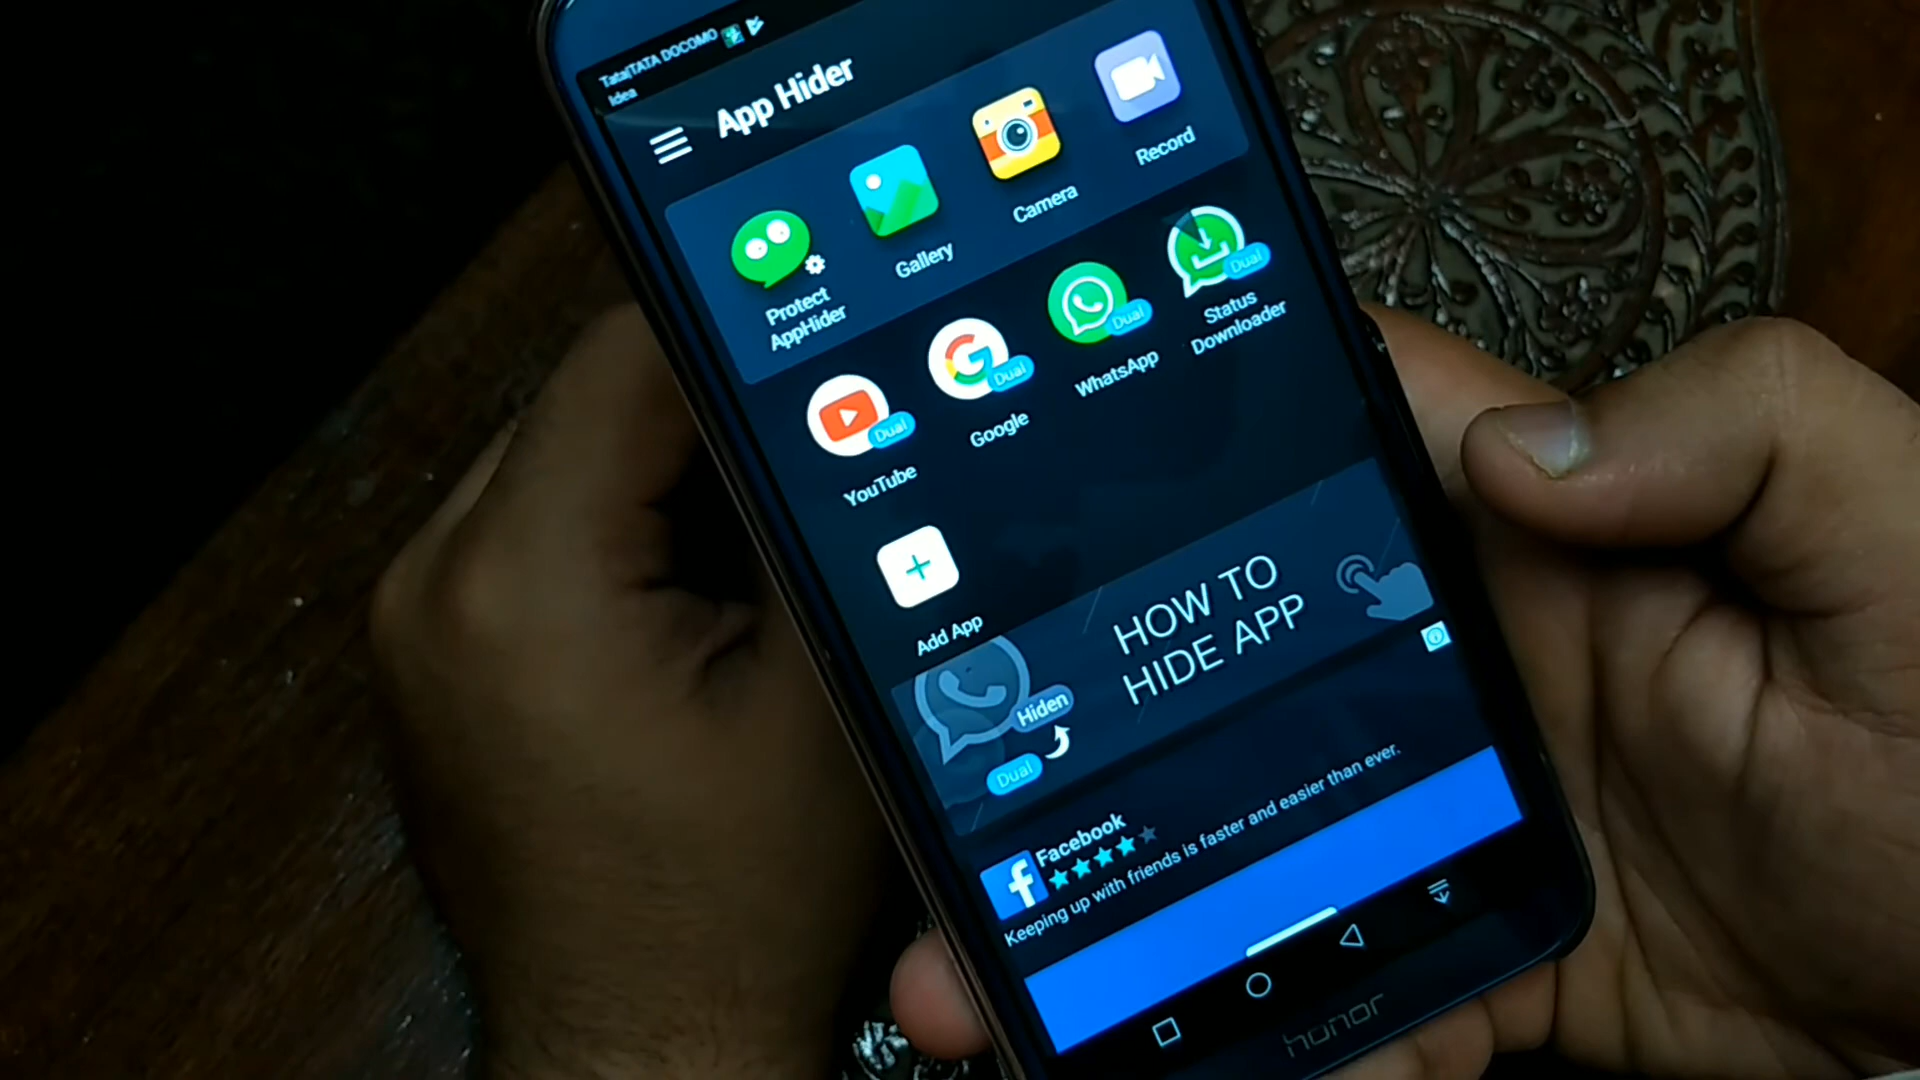 Tata|TATA DOCOMO
Idea
App Hider
Protect
AppHider
Gallery
Camera
Record
Dual
YouTube
Dual
Google
Dual
WhatsApp
Dual
Status
Downloader
Add App
HOW TO
HIDE APP
Hiden
Dual
Facebook
Keeping up with friends is faster and easier than ever.
honor